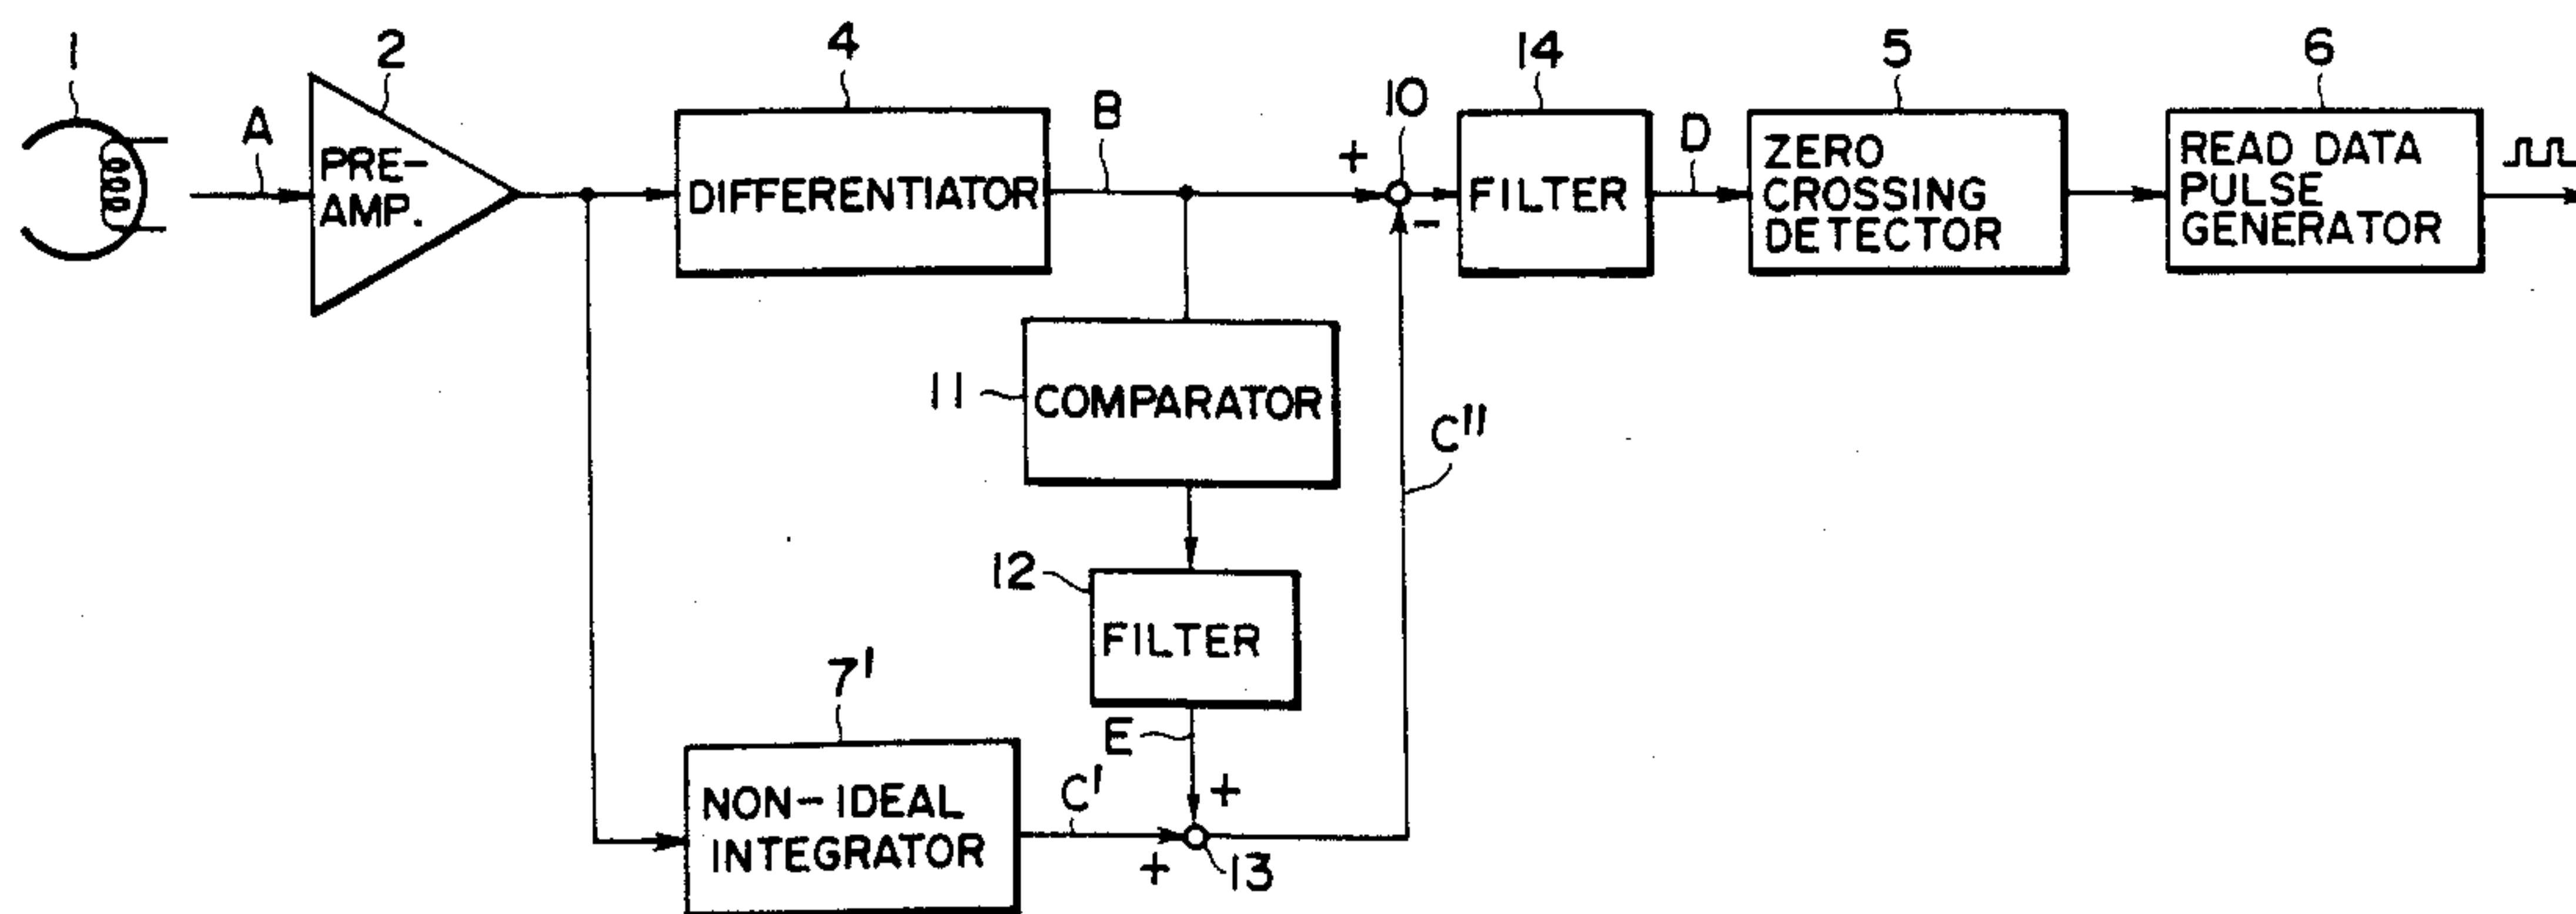 1
2
4
14
5
6
A
PRE-
AMP.
DIFFERENTIATOR
B
+
10
-
FILTER
D
ZERO
CROSSING
DETECTOR
READ DATA
PULSE
GENERATOR
11
COMPARATOR
C"
12
FILTER
7'
E
+
NON-IDEAL
INTEGRATOR
C'
+
13